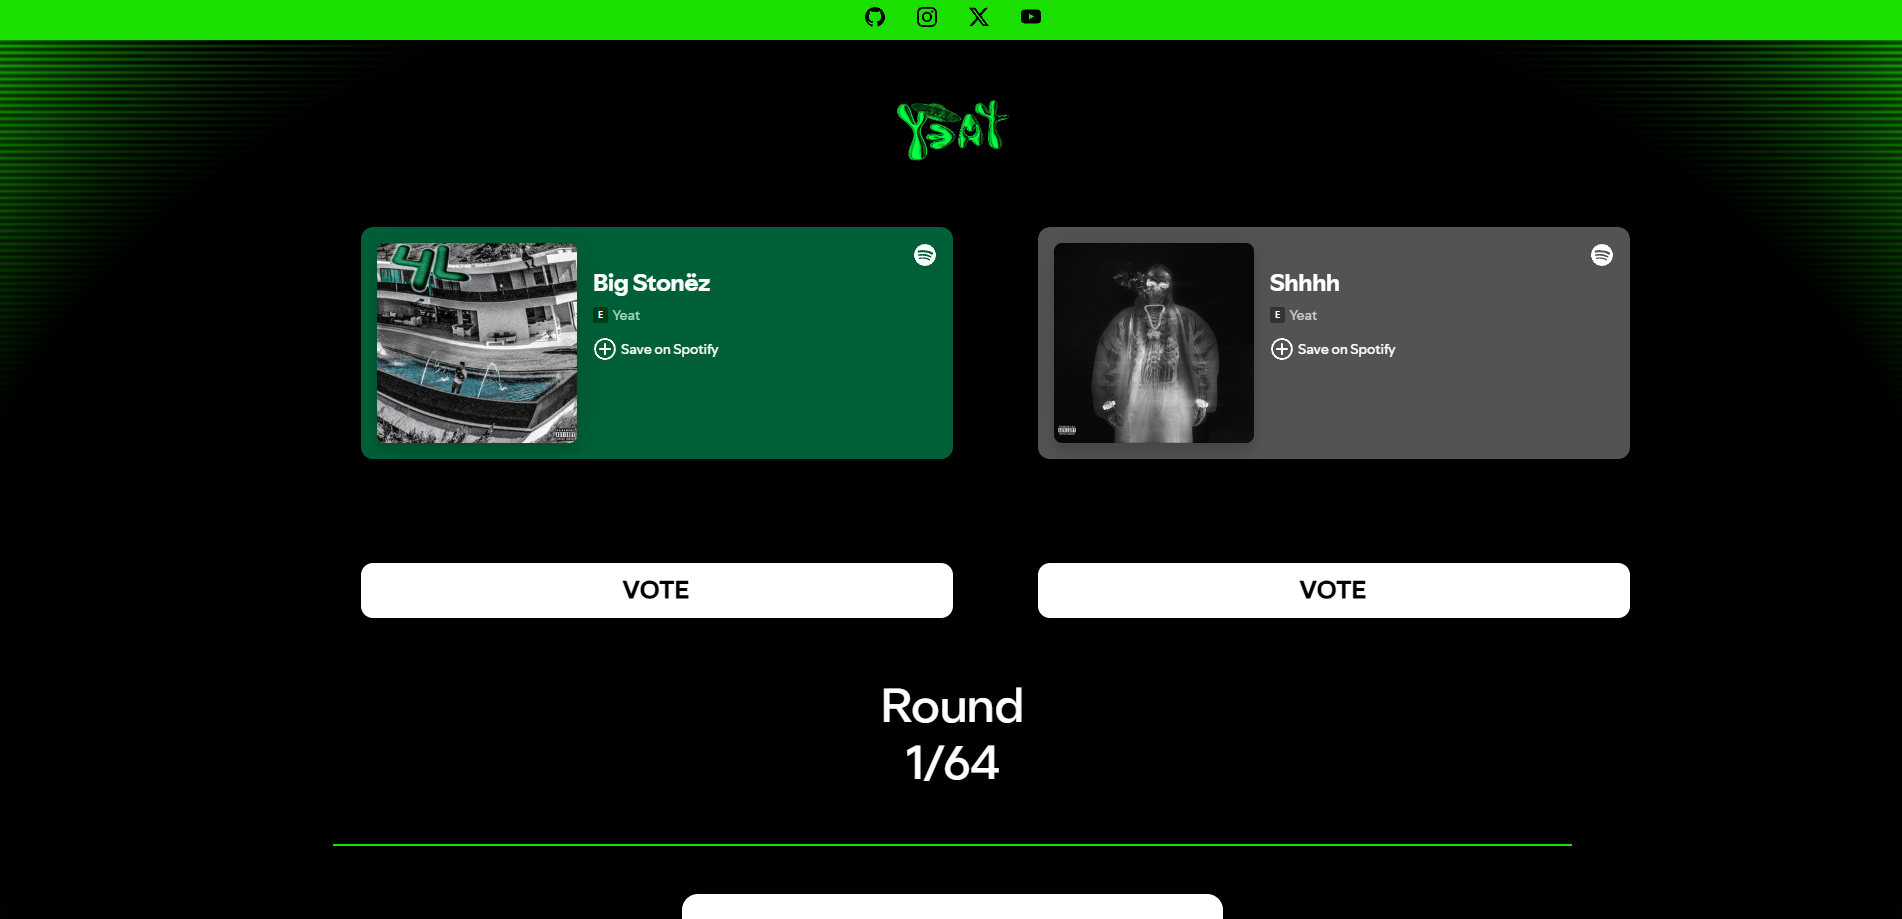 YEAT
4L
Big Stonëz
E Yeat
Save on Spotify
Shhhh
E Yeat
Save on Spotify
VOTE
VOTE
Round
1/64